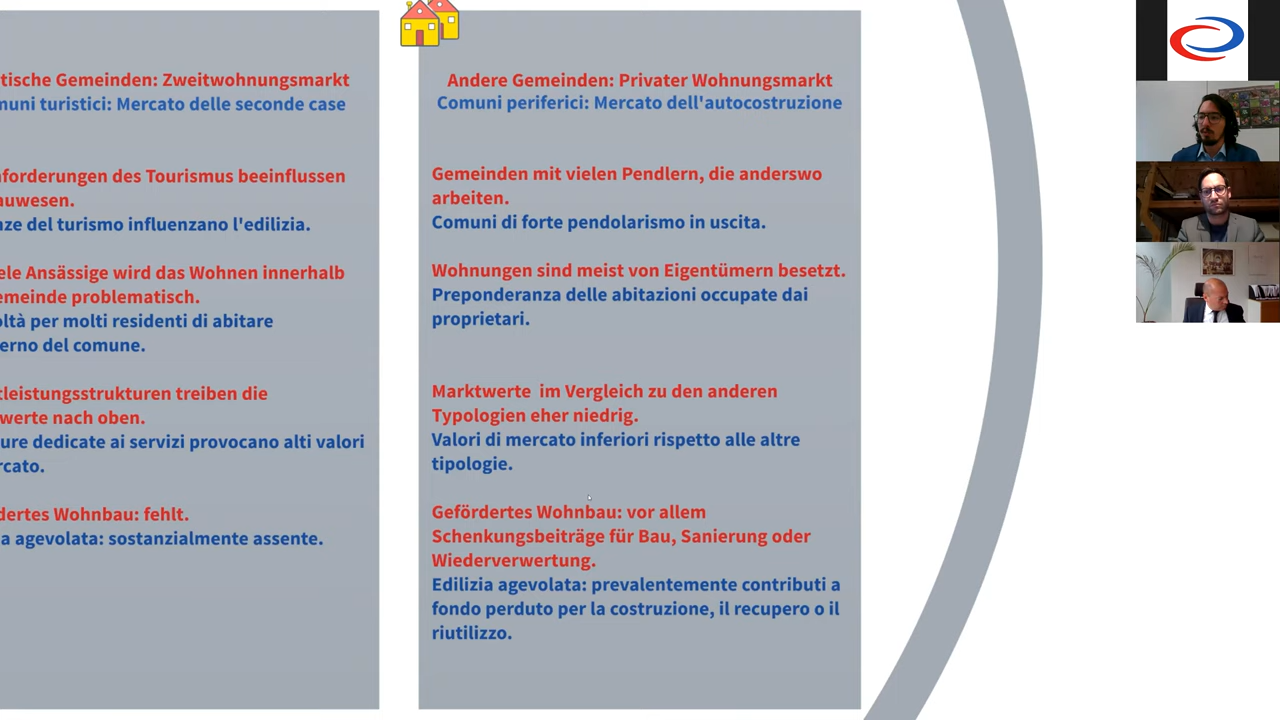 tische Gemeinden: Zweitwohnungsmarkt
muni turistici: Mercato delle seconde case
forderungen des Tourismus beeinflussen
uwesen.
ze del turismo influenzano l'edilizia.
ele Ansässige wird das Wohnen innerhalb
emeinde problematisch.
oltà per molti residenti di abitare
erno del comune.
tleistungsstrukturen treiben die
werte nach oben.
ure dedicate ai servizi provocano alti valori
rcato.
dertes Wohnbau: fehlt.
a agevolata: sostanzialmente assente.
Andere Gemeinden: Privater Wohnungsmarkt
Comuni periferici: Mercato dell'autocostruzione
Gemeinden mit vielen Pendlern, die anderswo
arbeiten.
Comuni di forte pendolarismo in uscita.
Wohnungen sind meist von Eigentümern besetzt.
Preponderanza delle abitazioni occupate dai
proprietari.
Marktwerte im Vergleich zu den anderen
Typologien eher niedrig.
Valori di mercato inferiori rispetto alle altre
tipologie.
Gefördertes Wohnbau: vor allem
Schenkungsbeiträge für Bau, Sanierung oder
Wiederverwertung.
Edilizia agevolata: prevalentemente contributi a
fondo perduto per la costruzione, il recupero o il
riutilizzo.